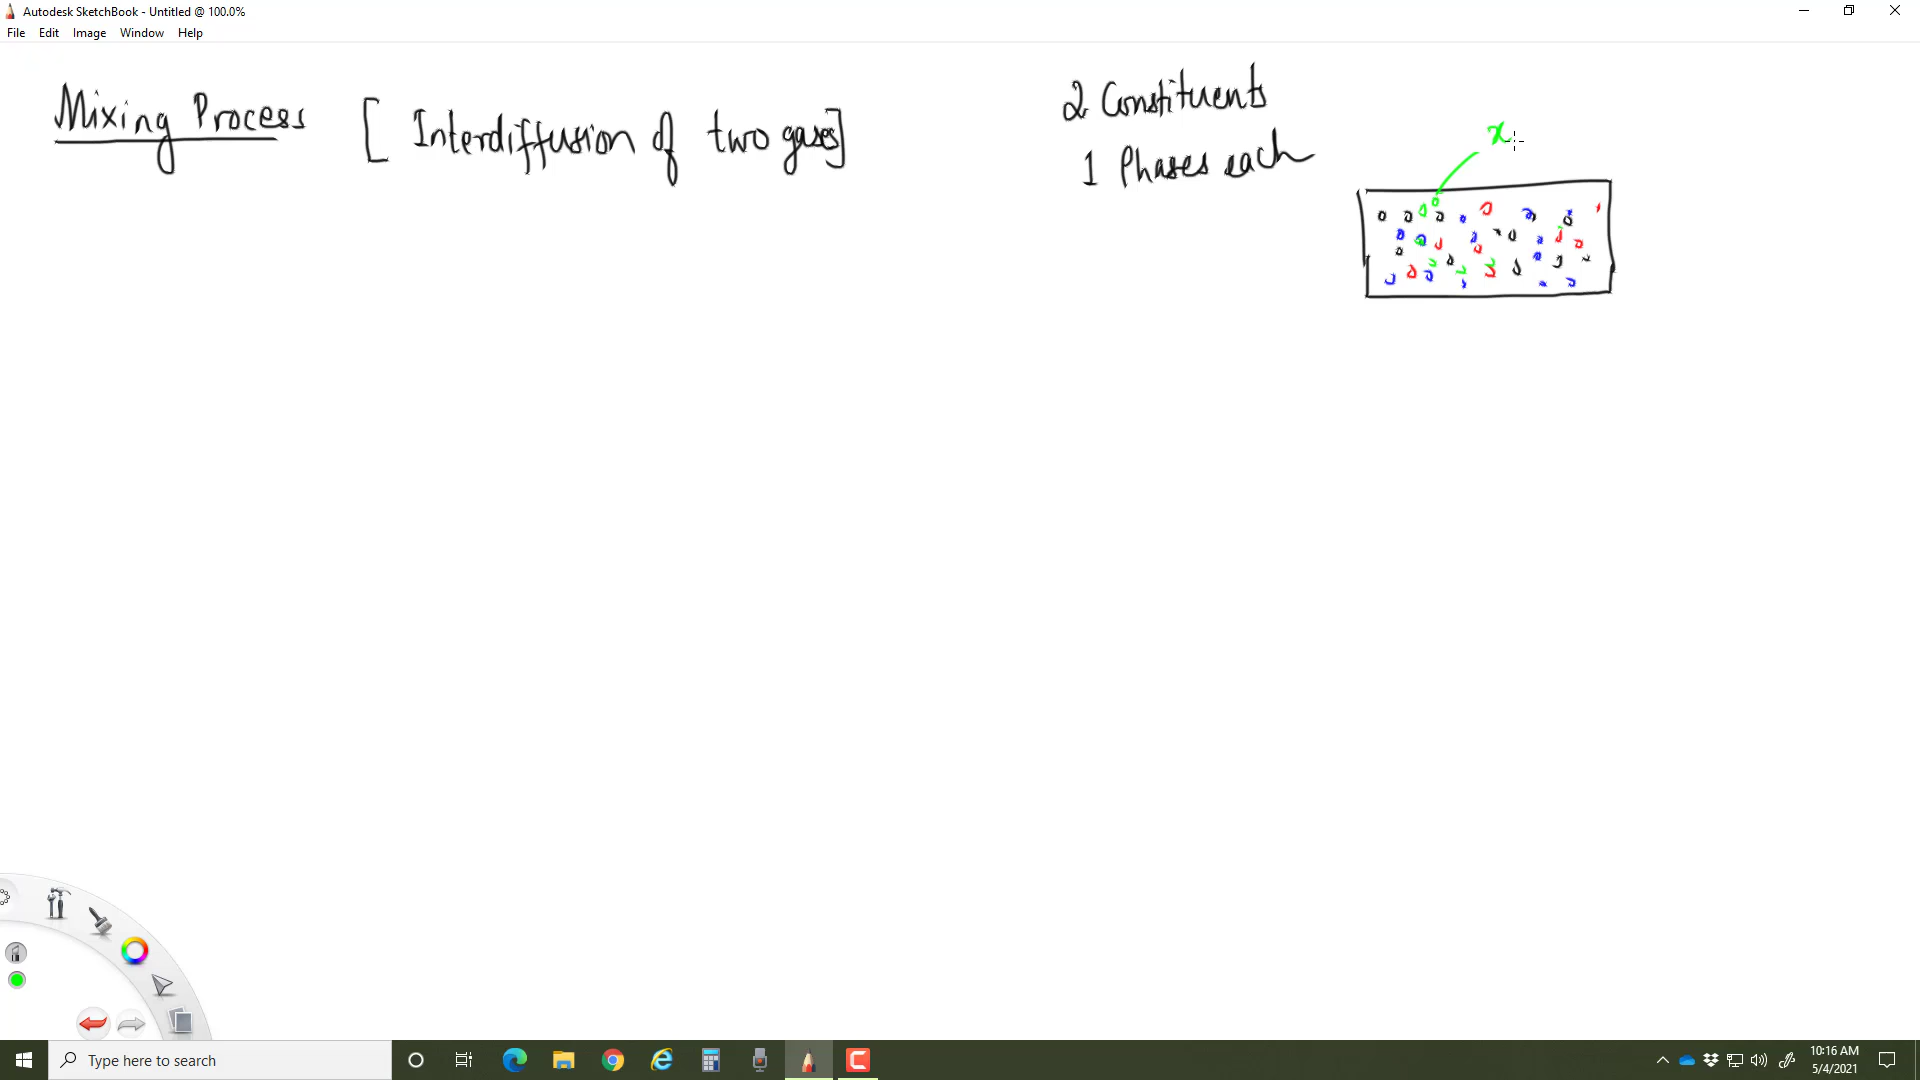 Autodesk SketchBook - Untitled @ 100.0%
File Edit Image Window Help
Mixing Process [ Interdiffusion of two gases]
2 Constituents
1 Phases each
x
Type here to search
10:16 AM
5/4/2021